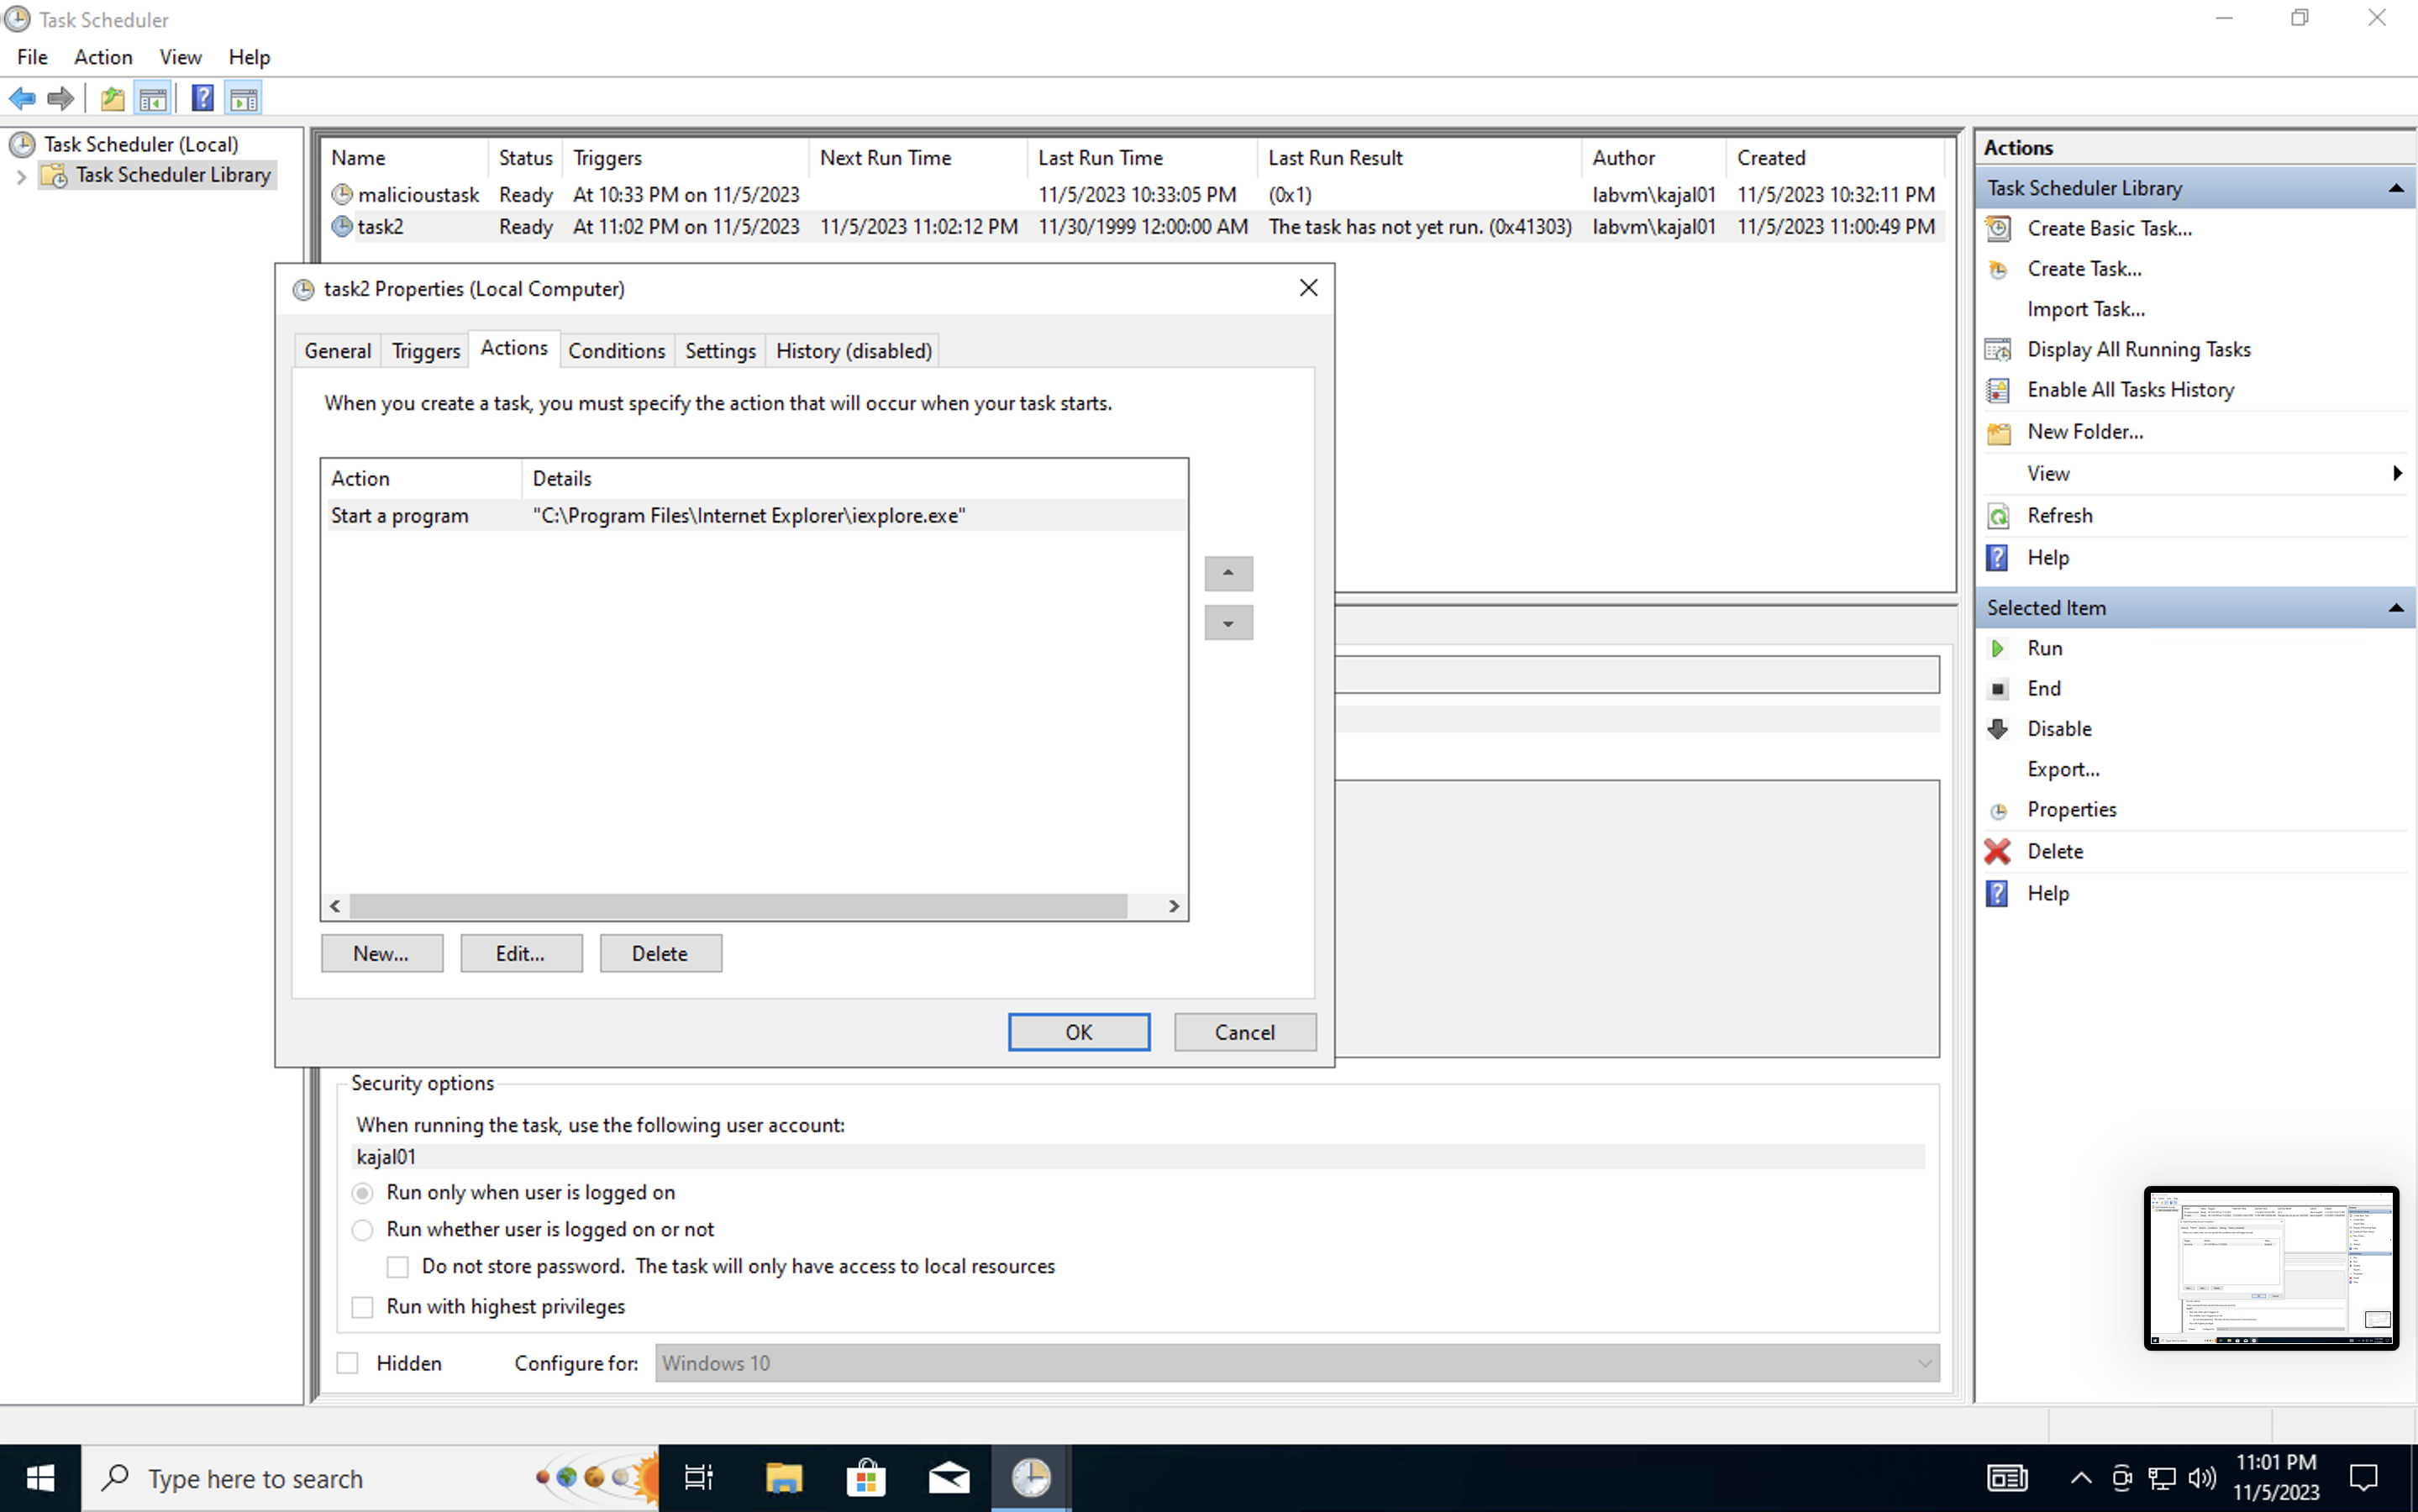 Task Scheduler
File Action View Help
Task Scheduler (Local)
Task Scheduler Library
Name Status Triggers Next Run Time Last Run Time Last Run Result Author Created
malicioustask Ready At 10:33 PM on 11/5/2023 11/5/2023 10:33:05 PM (0x1) labvm\kajal01 11/5/2023 10:32:11 PM
task2 Ready At 11:02 PM on 11/5/2023 11/5/2023 11:02:12 PM 11/30/1999 12:00:00 AM The task has not yet run. (0x41303) labvm\kajal01 11/5/2023 11:00:49 PM
task2 Properties (Local Computer)
General Triggers Actions Conditions Settings History (disabled)
When you create a task, you must specify the action that will occur when your task starts.
Action Details
Start a program "C:\Program Files\Internet Explorer\iexplore.exe"
New... Edit... Delete
OK Cancel
Security options
When running the task, use the following user account:
kajal01
Run only when user is logged on
Run whether user is logged on or not
Do not store password. The task will only have access to local resources
Run with highest privileges
Hidden Configure for: Windows 10
Actions
Task Scheduler Library
Create Basic Task...
Create Task...
Import Task...
Display All Running Tasks
Enable All Tasks History
New Folder...
View
Refresh
Help
Selected Item
Run
End
Disable
Export...
Properties
Delete
Help
Type here to search
11:01 PM
11/5/2023